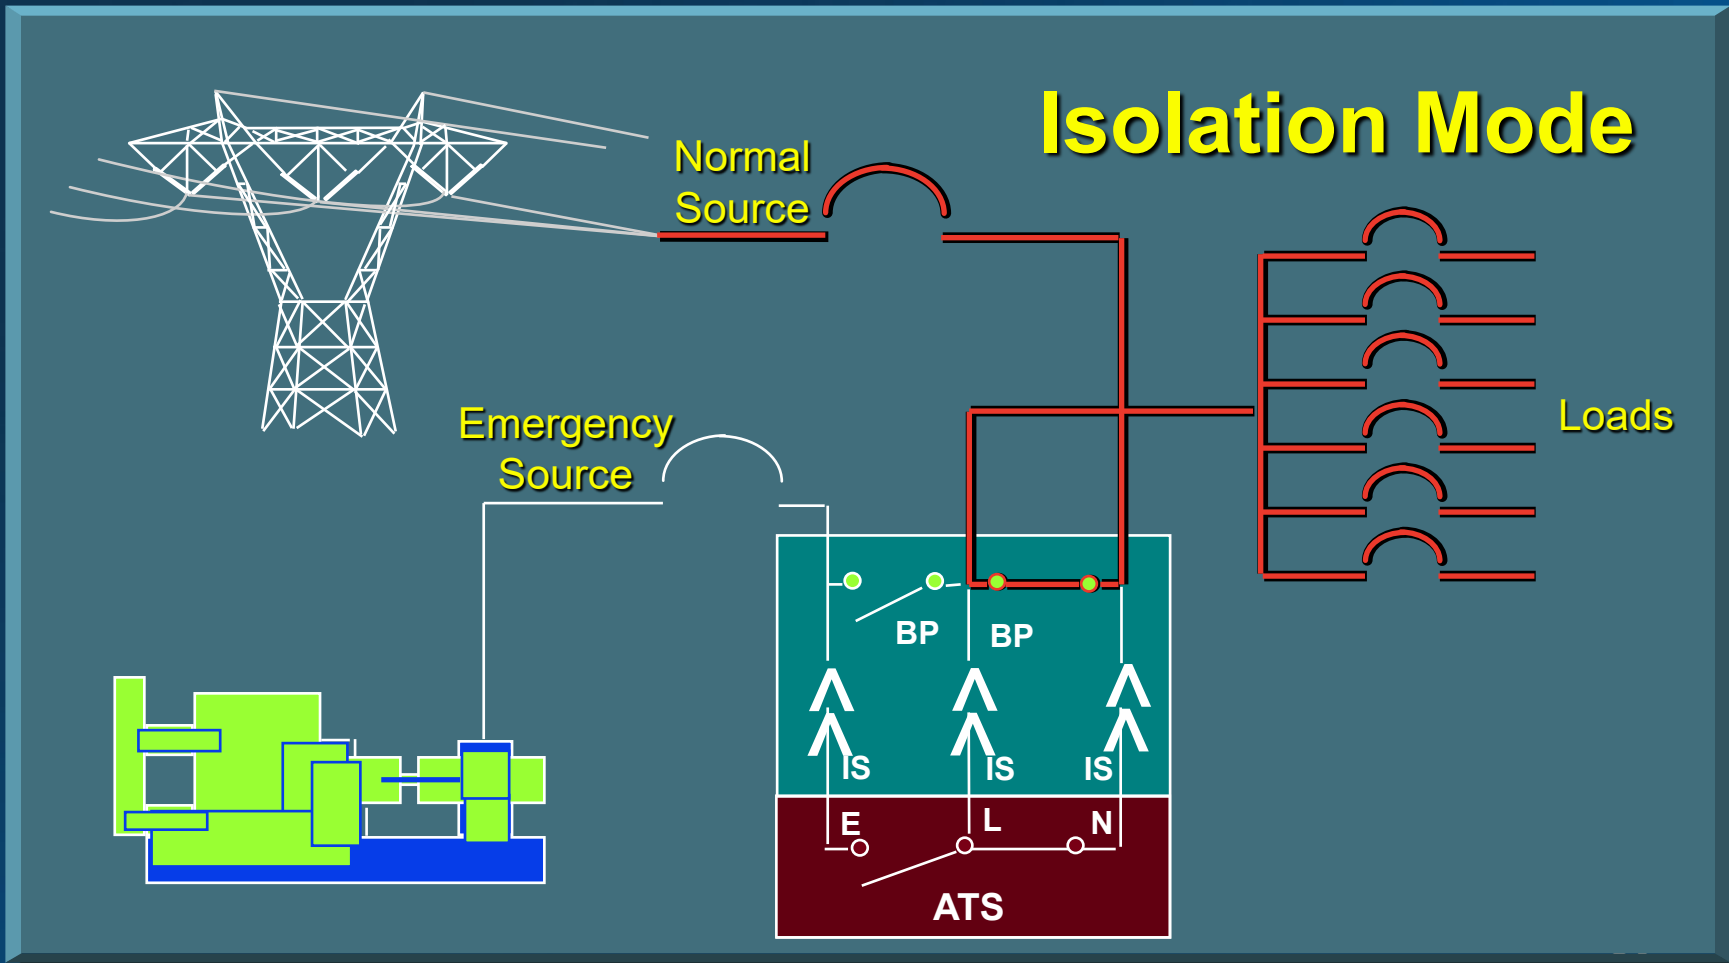 Isolation Mode
Normal
Source
Emergency
Source
Loads
BP
BP
IS
IS
IS
E
L
N
ATS